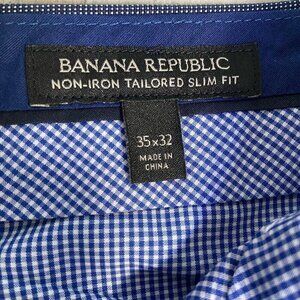 BANANA REPUBLIC
NON-IRON TAILORED SLIM FIT
35x32
MADE IN
CHINA